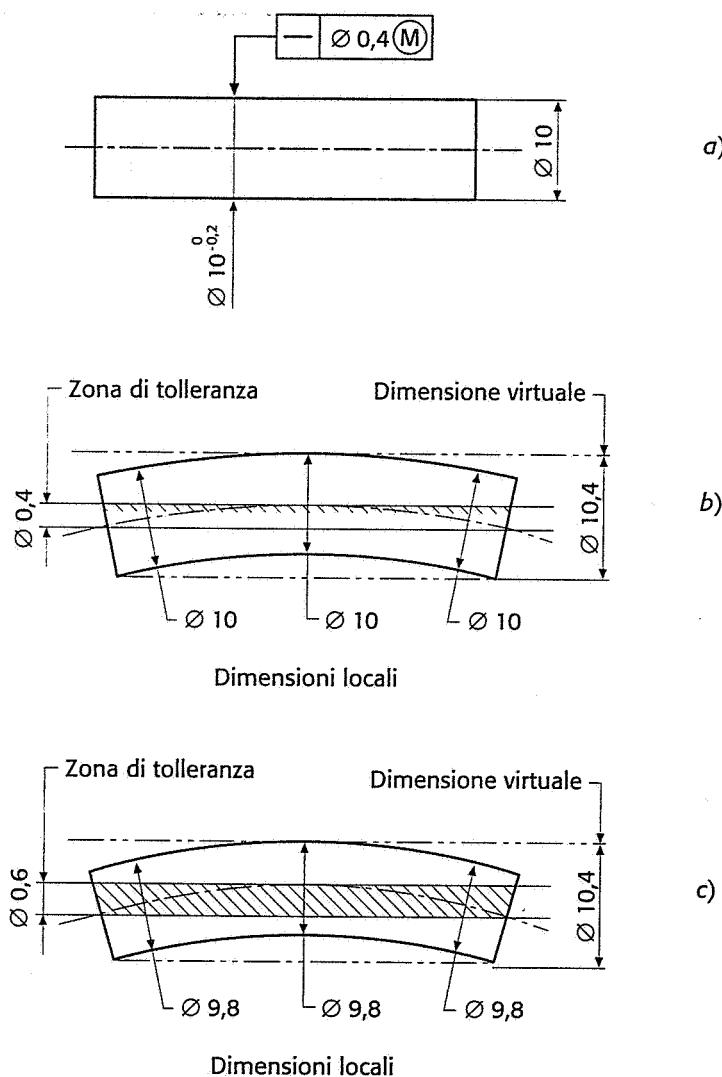 — Ø 0,4 Ⓜ
Ø 10
a)
Ø 10 0 -0,2
Zona di tolleranza
Dimensione virtuale
Ø 0,4
Ø 10,4
b)
Ø 10
Ø 10
Ø 10
Dimensioni locali
Zona di tolleranza
Dimensione virtuale
Ø 0,6
Ø 10,4
c)
Ø 9,8
Ø 9,8
Ø 9,8
Dimensioni locali